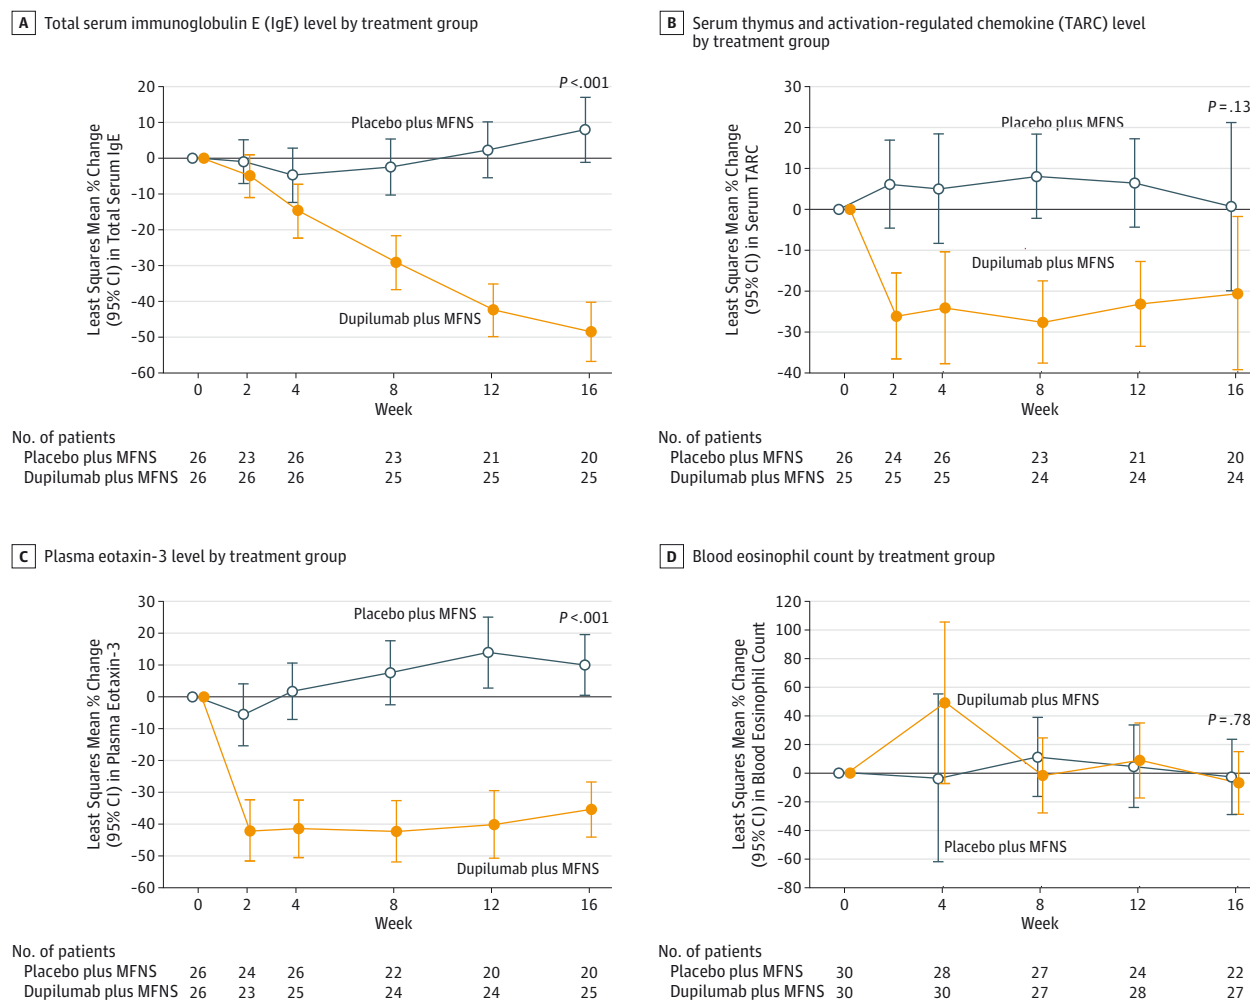 A Total serum immunoglobulin E (IgE) level by treatment group
Least Squares Mean % Change
(95% CI) in Total Serum IgE
20
10
0
-10
-20
-30
-40
-50
-60
Placebo plus MFNS
P <.001
Dupilumab plus MFNS
0 2 4 8 12 16
Week
No. of patients
Placebo plus MFNS 26 23 26 23 21 20
Dupilumab plus MFNS 26 26 26 25 25 25
B Serum thymus and activation-regulated chemokine (TARC) level
by treatment group
Least Squares Mean % Change
(95% CI) in Serum TARC
30
20
10
0
-10
-20
-30
-40
P = .13
Placebo plus MFNS
Dupilumab plus MFNS
0 2 4 8 12 16
Week
No. of patients
Placebo plus MFNS 26 24 26 23 21 20
Dupilumab plus MFNS 25 25 25 24 24 24
C Plasma eotaxin-3 level by treatment group
Least Squares Mean % Change
(95% CI) in Plasma Eotaxin-3
30
20
10
0
-10
-20
-30
-40
-50
-60
Placebo plus MFNS
P <.001
Dupilumab plus MFNS
0 2 4 8 12 16
Week
No. of patients
Placebo plus MFNS 26 24 26 22 20 20
Dupilumab plus MFNS 26 23 25 24 24 25
D Blood eosinophil count by treatment group
Least Squares Mean % Change
(95% CI) in Blood Eosinophil Count
120
100
80
60
40
20
0
-20
-40
-60
-80
Dupilumab plus MFNS
P = .78
Placebo plus MFNS
0 4 8 12 16
Week
No. of patients
Placebo plus MFNS 30 28 27 24 22
Dupilumab plus MFNS 30 30 27 28 27